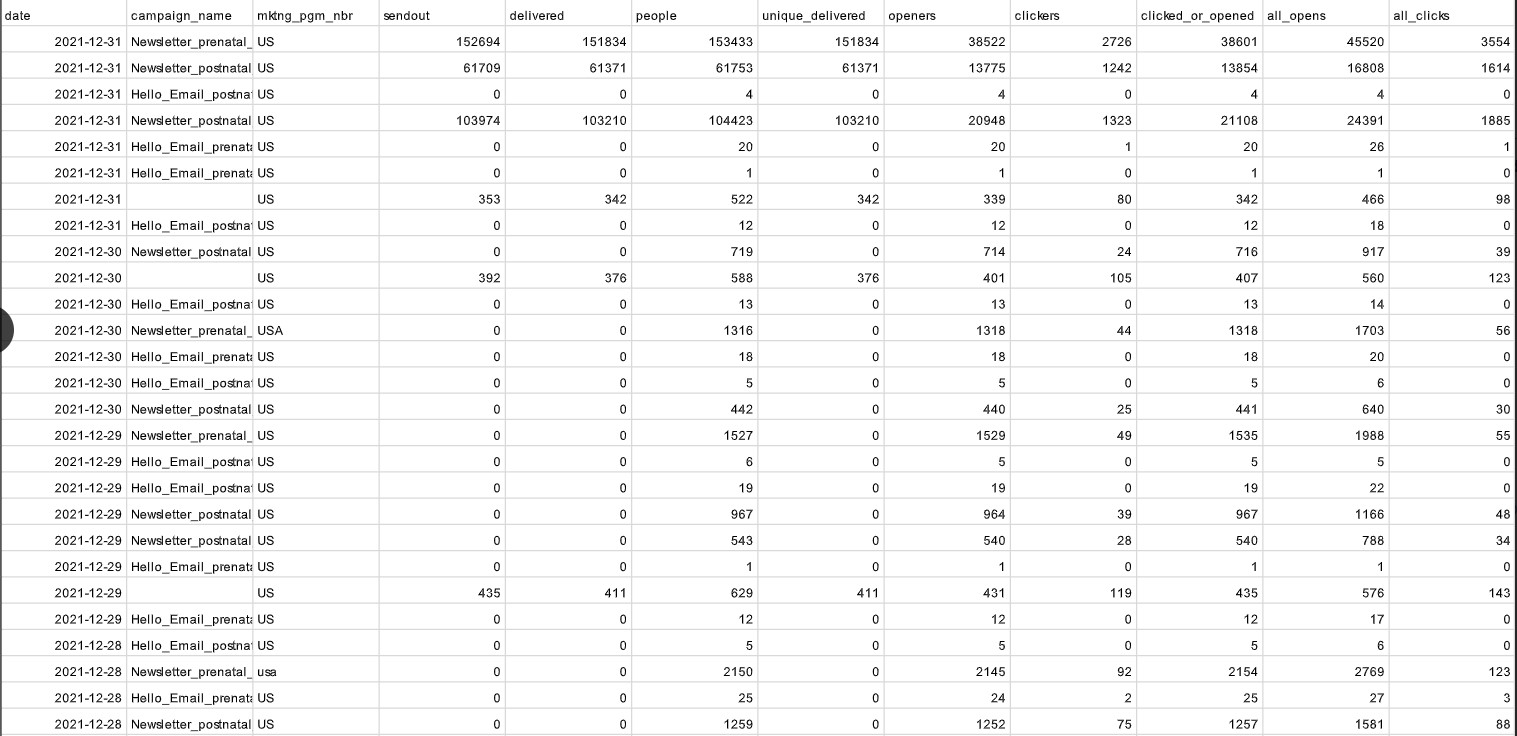 date campaign_name mktng_pgm_nbr sendout delivered people unique_delivered openers clickers clicked_or_opened all_opens all_clicks
2021-12-31 Newsletter_prenatal_ US 152694 151834 153433 151834 38522 2726 38601 45520 3554
2021-12-31 Newsletter_postnatal US 61709 61371 61753 61371 13775 1242 13854 16808 1614
2021-12-31 Hello_Email_postna US 0 0 4 0 4 0 4 4 0
2021-12-31 Newsletter_postnatal US 103974 103210 104423 103210 20948 1323 21108 24391 1885
2021-12-31 Hello_Email_prenata US 0 0 20 0 20 1 20 26 1
2021-12-31 Hello_Email_prenata US 0 0 1 0 1 0 1 1 0
2021-12-31 US 353 342 522 342 339 80 342 466 98
2021-12-31 Hello_Email_postna US 0 0 12 0 12 0 12 18 0
2021-12-30 Newsletter_postnatal US 0 0 719 0 714 24 716 917 39
2021-12-30 US 392 376 588 376 401 105 407 560 123
2021-12-30 Hello_Email_postna US 0 0 13 0 13 0 13 14 0
2021-12-30 Newsletter_prenatal_ USA 0 0 1316 0 1318 44 1318 1703 56
2021-12-30 Hello_Email_prenata US 0 0 18 0 18 0 18 20 0
2021-12-30 Hello_Email_postna US 0 0 5 0 5 0 5 6 0
2021-12-30 Newsletter_postnatal US 0 0 442 0 440 25 441 640 30
2021-12-29 Newsletter_prenatal_ US 0 0 1527 0 1529 49 1535 1988 55
2021-12-29 Hello_Email_postna US 0 0 6 0 5 0 5 5 0
2021-12-29 Hello_Email_postna US 0 0 19 0 19 0 19 22 0
2021-12-29 Newsletter_postnatal US 0 0 967 0 964 39 967 1166 48
2021-12-29 Newsletter_postnatal US 0 0 543 0 540 28 540 788 34
2021-12-29 Hello_Email_prenata US 0 0 1 0 1 0 1 1 0
2021-12-29 US 435 411 629 411 431 119 435 576 143
2021-12-29 Hello_Email_prenata US 0 0 12 0 12 0 12 17 0
2021-12-28 Hello_Email_postna US 0 0 5 0 5 0 5 6 0
2021-12-28 Newsletter_prenatal_ usa 0 0 2150 0 2145 92 2154 2769 123
2021-12-28 Hello_Email_prenata US 0 0 25 0 24 2 25 27 3
2021-12-28 Newsletter_postnatal US 0 0 1259 0 1252 75 1257 1581 88